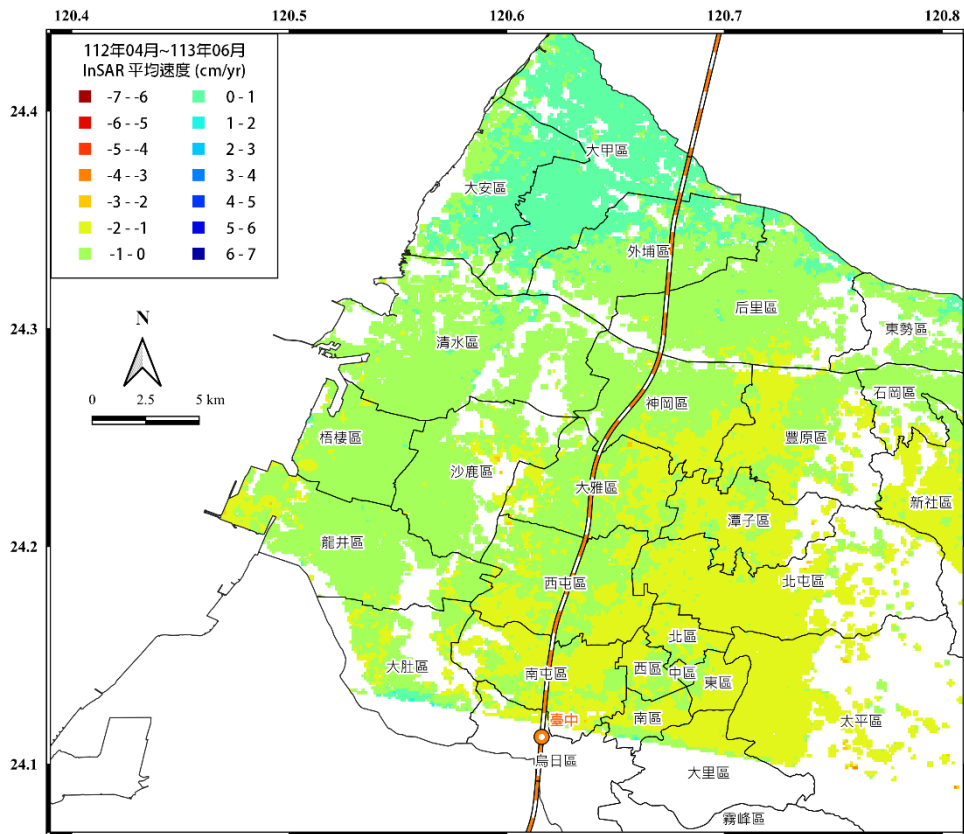 120.4 120.5 120.6 120.7 120.8
112年04月~113年06月
InSAR 平均速度 (cm/yr)
-7 - -6 0 - 1
-6 - -5 1 - 2
-5 - -4 2 - 3
-4 - -3 3 - 4
-3 - -2 4 - 5
-2 - -1 5 - 6
-1 - 0 6 - 7
24.4
大甲區
大安區
外埔區
后里區
24.3
東勢區
N
清水區
石岡區
0 2.5 5 km
神岡區
梧棲區
豐原區
沙鹿區
大雅區
新社區
潭子區
24.2
龍井區
西屯區
北屯區
北區
大肚區
南屯區
西區
中區
東區
臺中
南區
太平區
24.1
烏日區
大里區
霧峰區